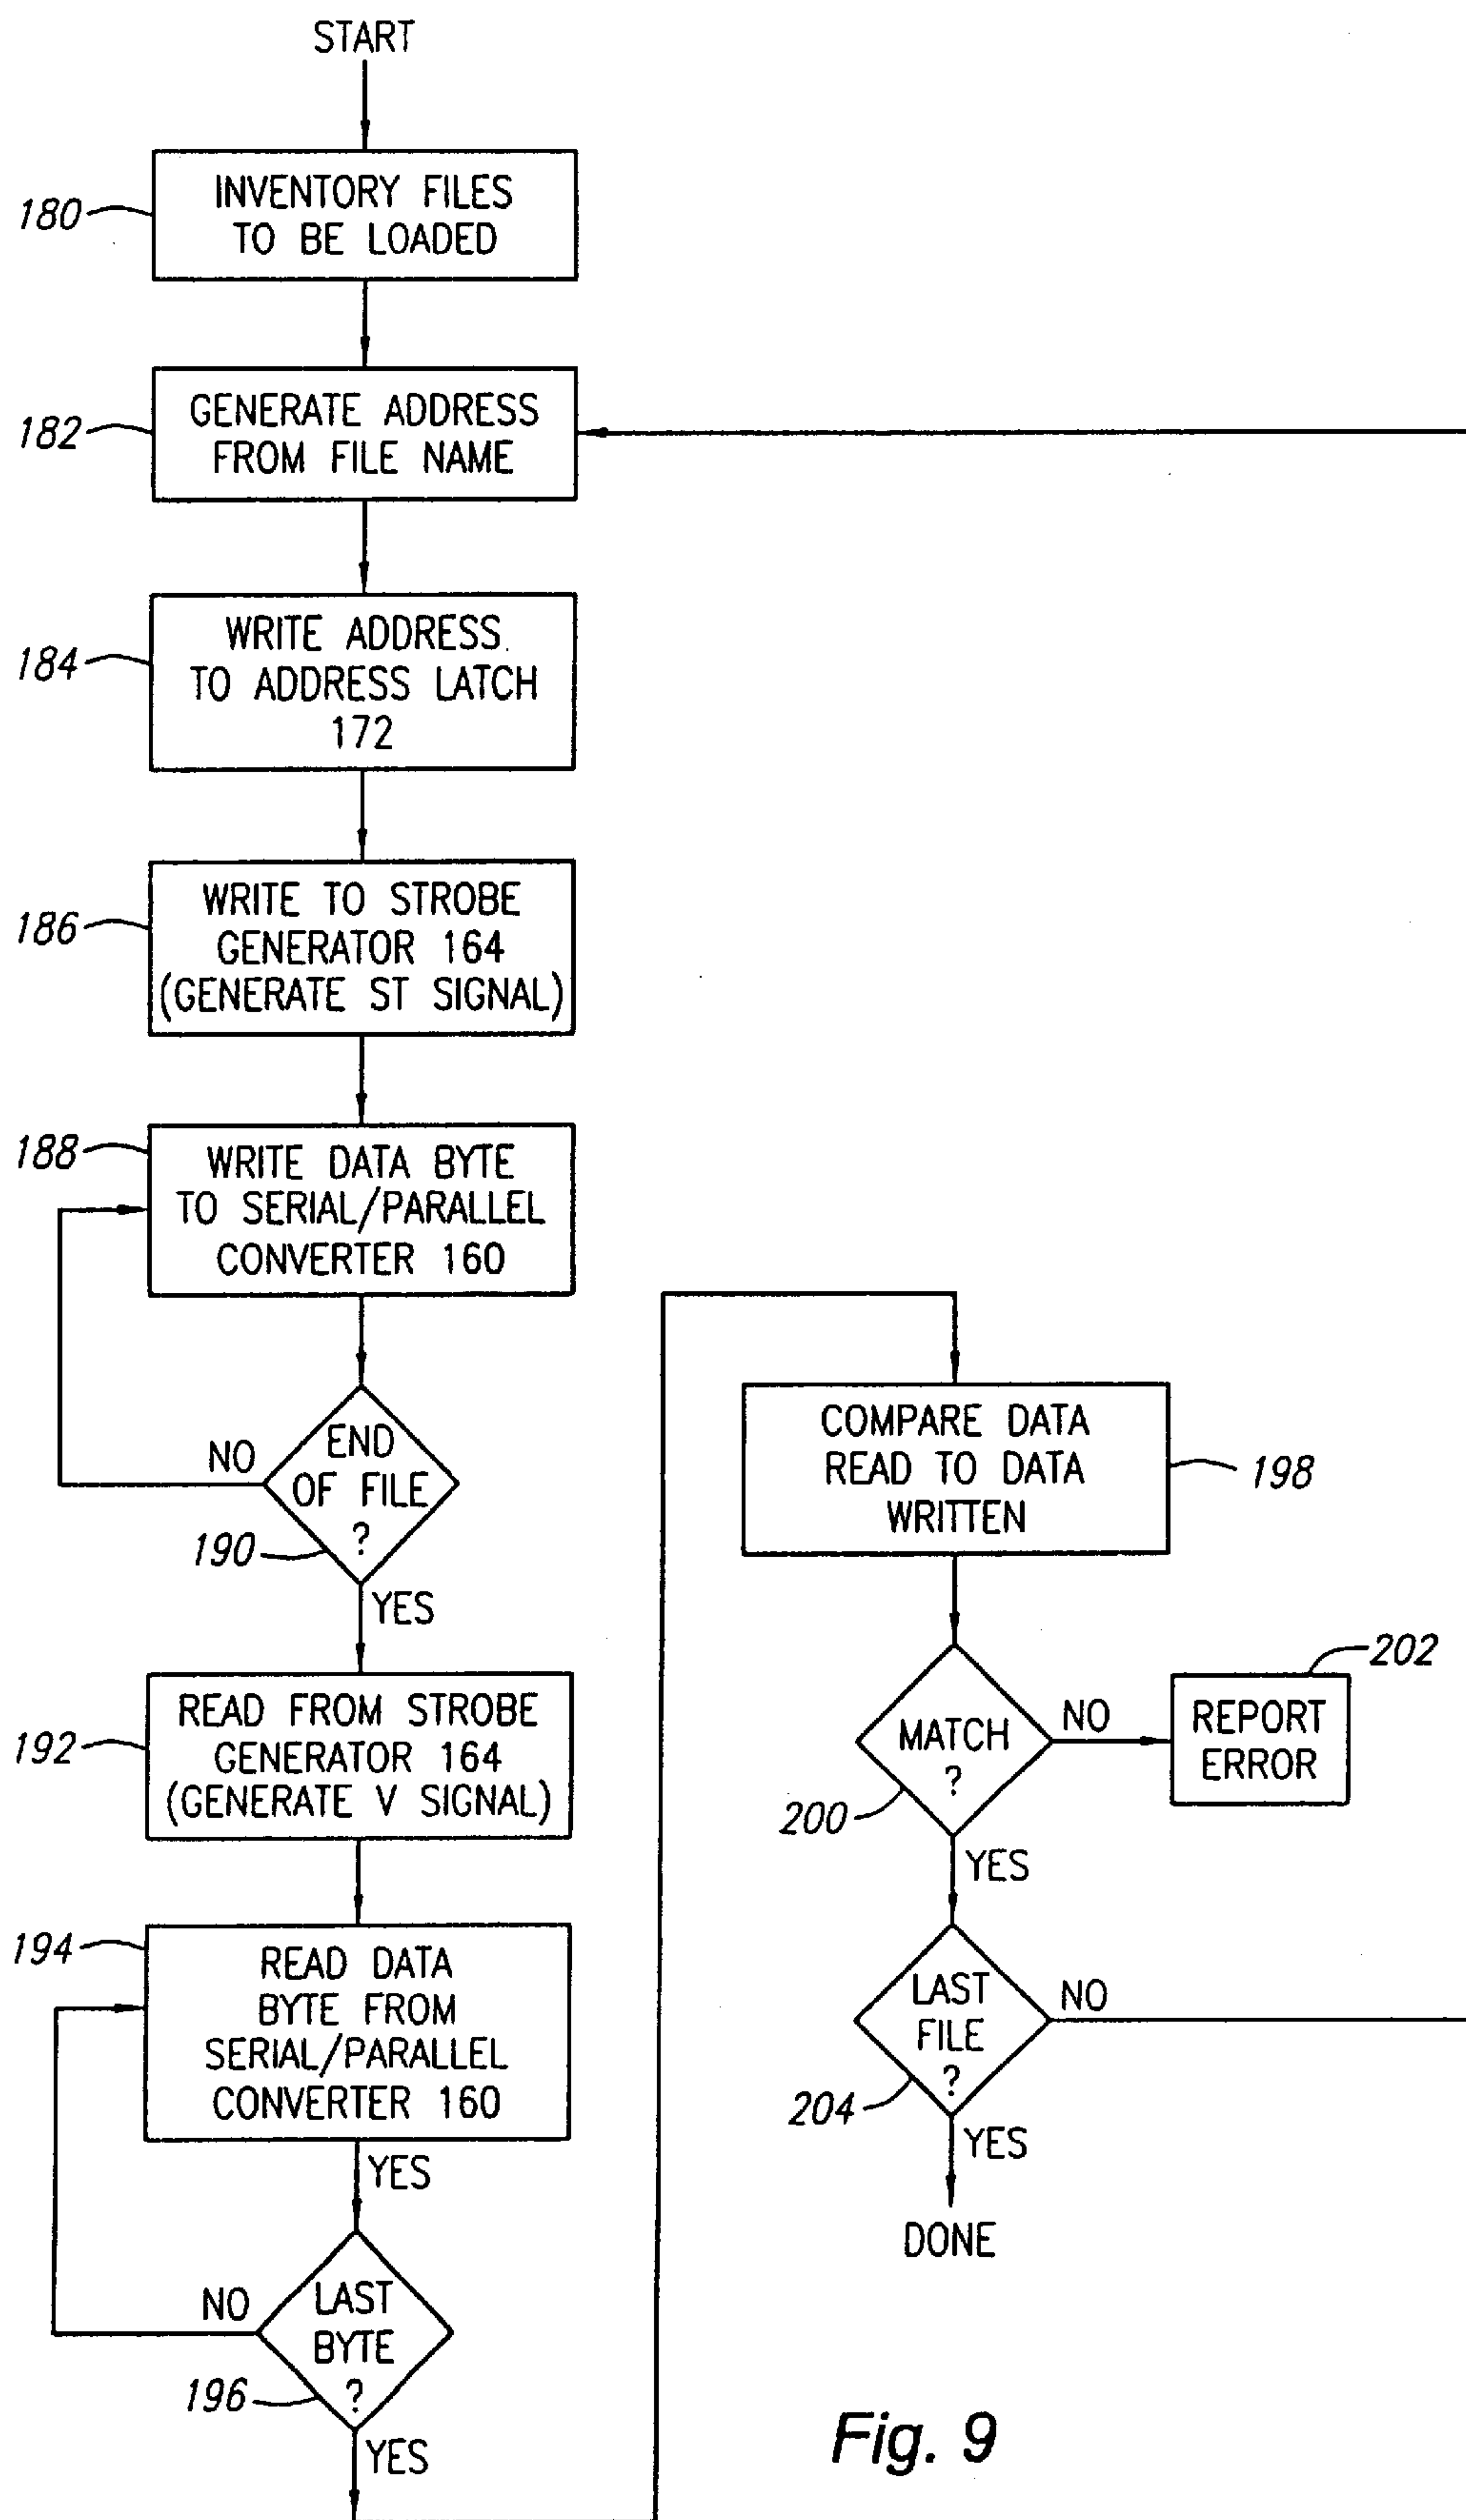 START
180
INVENTORY FILES
TO BE LOADED
182
GENERATE ADDRESS
FROM FILE NAME
184
WRITE ADDRESS
TO ADDRESS LATCH
172
186
WRITE TO STROBE
GENERATOR 164
(GENERATE ST SIGNAL)
188
WRITE DATA BYTE
TO SERIAL/PARALLEL
CONVERTER 160
NO
END
OF FILE
?
190
YES
192
READ FROM STROBE
GENERATOR 164
(GENERATE V SIGNAL)
194
READ DATA
BYTE FROM
SERIAL/PARALLEL
CONVERTER 160
YES
NO
LAST
BYTE
?
196
YES
COMPARE DATA
READ TO DATA
WRITTEN
198
MATCH
?
200
NO
202
REPORT
ERROR
YES
LAST
FILE
?
204
NO
YES
DONE
Fig. 9